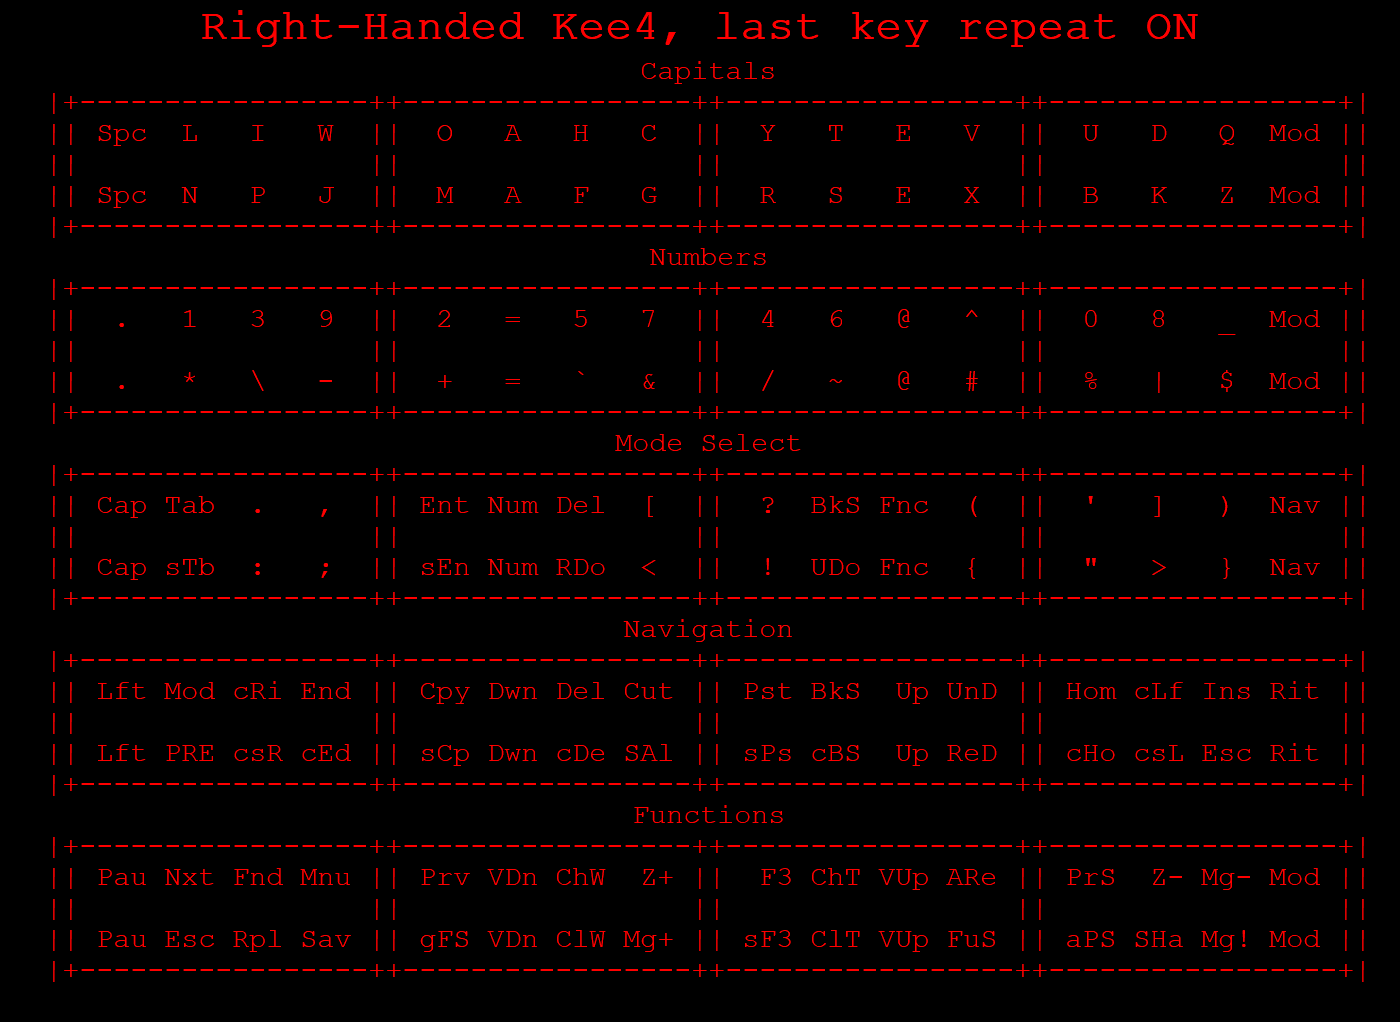 Right-Handed Kee4, last key repeat ON
Capitals
|+-----------------++-----------------++-----------------++-----------------+|
|| Spc  L   I   W  ||  O   A   H   C  ||  Y   T   E   V  ||  U   D   Q  Mod ||
||                 ||                 ||                 ||                 ||
|| Spc  N   P   J  ||  M   A   F   G  ||  R   S   E   X  ||  B   K   Z  Mod ||
|+-----------------++-----------------++-----------------++-----------------+|
Numbers
|+-----------------++-----------------++-----------------++-----------------+|
||  .   1   3   9  ||  2   =   5   7  ||  4   6   @   ^  ||  0   8   _  Mod ||
||                 ||                 ||                 ||                 ||
||  .   *   \   -  ||  +   =   `   &  ||  /   ~   @   #  ||  %   |   $  Mod ||
|+-----------------++-----------------++-----------------++-----------------+|
Mode Select
|+-----------------++-----------------++-----------------++-----------------+|
|| Cap Tab  .   ,  || Ent Num Del  [  ||  ?  BkS Fnc  (  ||  '   ]   )  Nav ||
||                 ||                 ||                 ||                 ||
|| Cap sTb  :   ;  || sEn Num RDo  <  ||  !  UDo Fnc  {  ||  "   >   }  Nav ||
|+-----------------++-----------------++-----------------++-----------------+|
Navigation
|+-----------------++-----------------++-----------------++-----------------+|
|| Lft Mod cRi End || Cpy Dwn Del Cut || Pst BkS  Up UnD || Hom cLf Ins Rit ||
||                 ||                 ||                 ||                 ||
|| Lft PRE csR cEd || sCp Dwn cDe SAl || sPs cBS  Up ReD || cHo csL Esc Rit ||
|+-----------------++-----------------++-----------------++-----------------+|
Functions
|+-----------------++-----------------++-----------------++-----------------+|
|| Pau Nxt Fnd Mnu || Prv VDn ChW  Z+ ||  F3 ChT VUp ARe || PrS  Z- Mg- Mod ||
||                 ||                 ||                 ||                 ||
|| Pau Esc Rpl Sav || gFS VDn ClW Mg+ || sF3 ClT VUp FuS || aPS SHa Mg! Mod ||
|+-----------------++-----------------++-----------------++-----------------+|